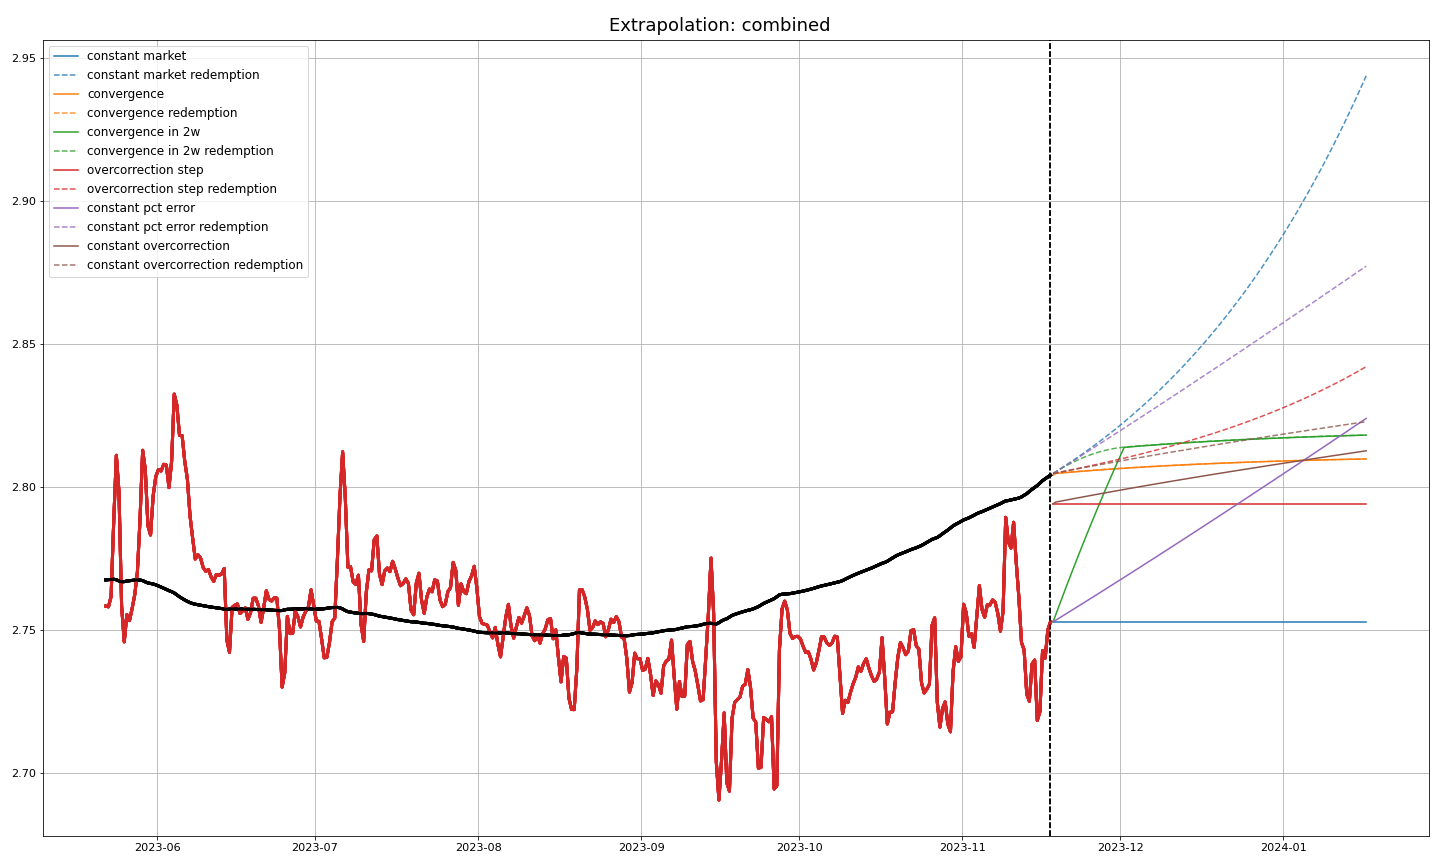 Extrapolation: combined
constant market
constant market redemption
convergence
convergence redemption
convergence in 2w
convergence in 2w redemption
overcorrection step
overcorrection step redemption
constant pct error
constant pct error redemption
constant overcorrection
constant overcorrection redemption
2.95
2.90
2.85
2.80
2.75
2.70
2023-06 2023-07 2023-08 2023-09 2023-10 2023-11 2023-12 2024-01